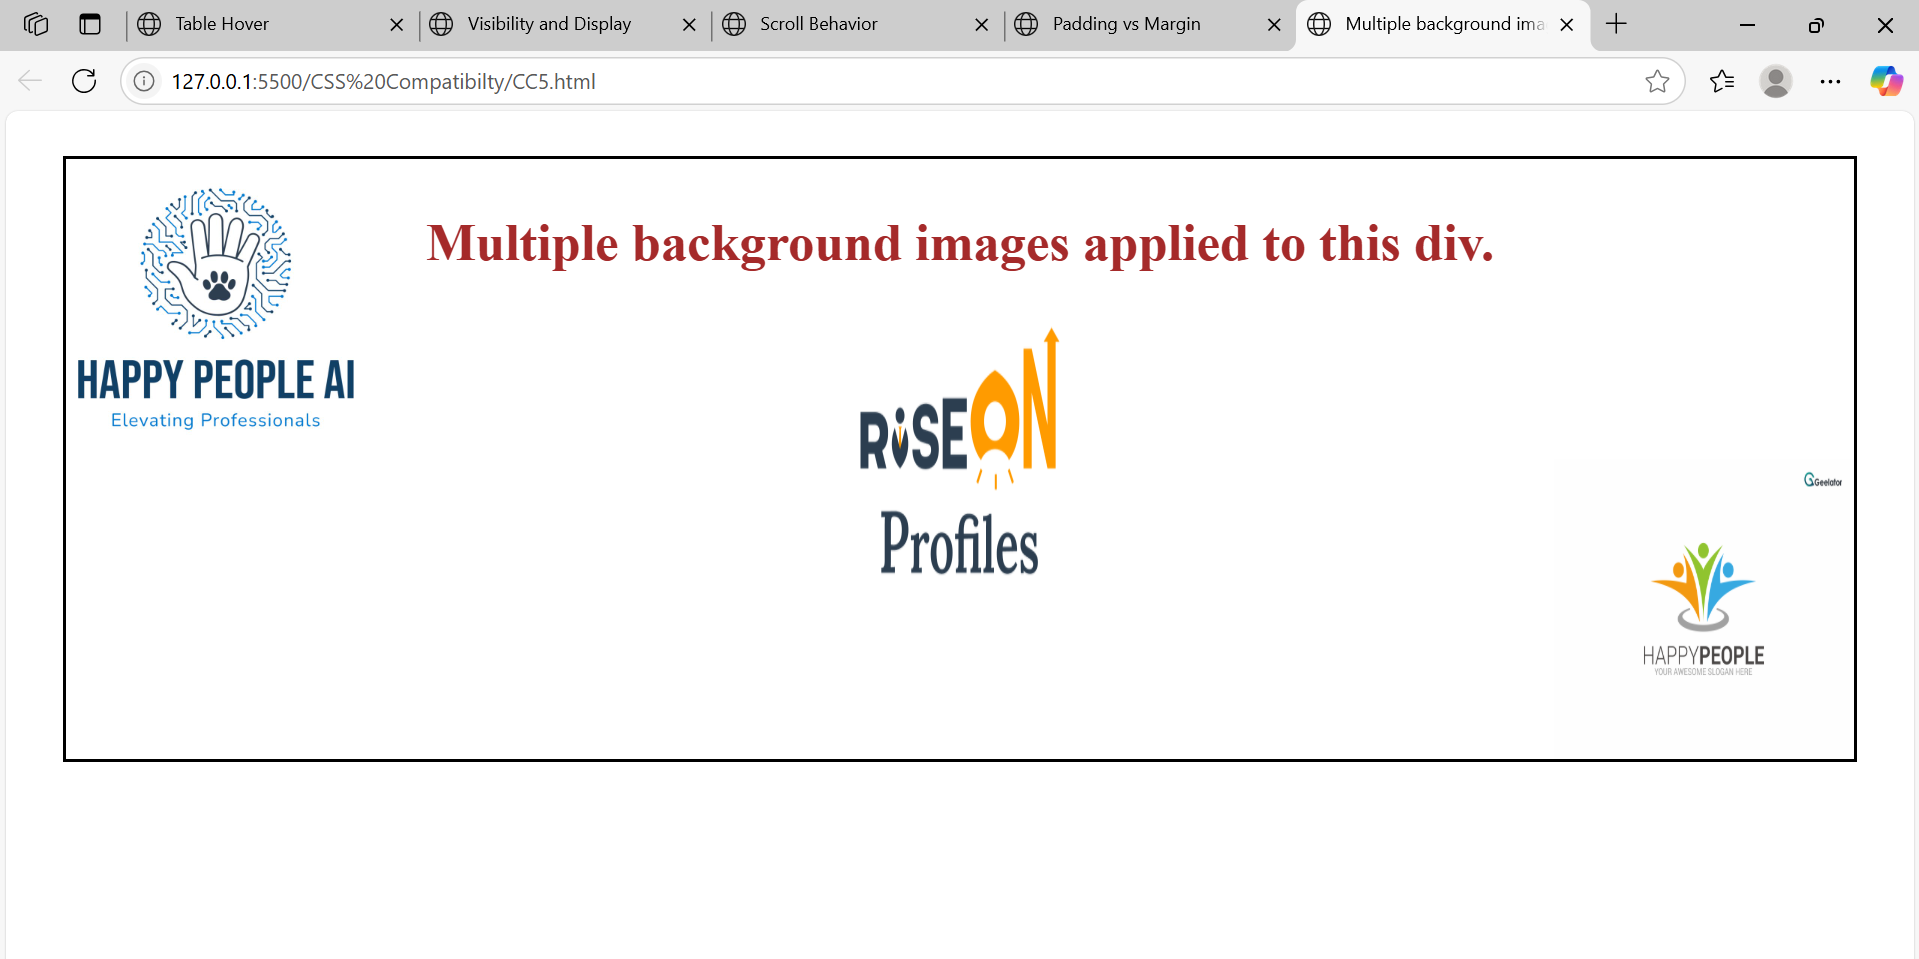 Table Hover
Visibility and Display
Scroll Behavior
Padding vs Margin
Multiple background ima
127.0.0.1:5500/CSS%20Compatibilty/CC5.html
Multiple background images applied to this div.
HAPPY PEOPLE AI
Elevating Professionals
RiSEON
Profiles
Geelator
HAPPYPEOPLE
YOUR AWESOME SLOGAN HERE